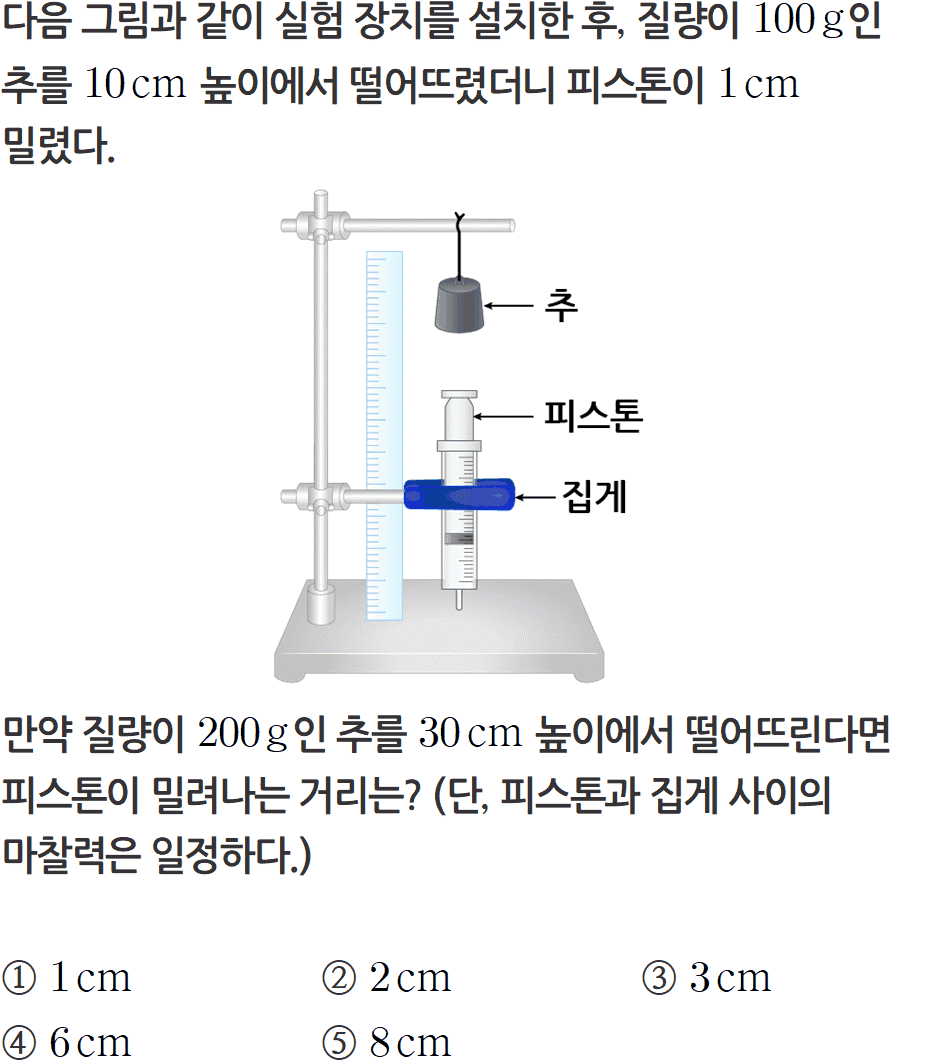 다음 그림과 같이 실험 장치를 설치한 후, 질량이 100 g인
추를 10 cm 높이에서 떨어뜨렸더니 피스톤이 1 cm
밀렸다.
추
피스톤
집게
만약 질량이 200 g인 추를 30 cm 높이에서 떨어뜨린다면
피스톤이 밀려나는 거리는? (단, 피스톤과 집게 사이의
마찰력은 일정하다.)
① 1 cm ② 2 cm ③ 3 cm
④ 6 cm ⑤ 8 cm